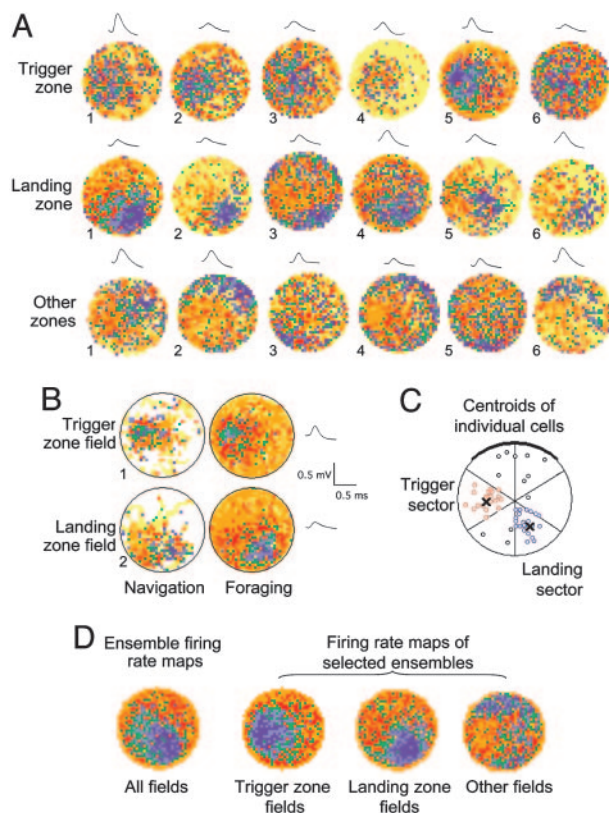 A
Trigger
zone
1 2 3 4 5 6
Landing
zone
1 2 3 4 5 6
Other
zones
1 2 3 4 5 6
B
Trigger
zone field
1
0.5 mV
0.5 ms
Landing
zone field
2
Navigation Foraging
C
Centroids of
individual cells
Trigger
sector
Landing
sector
D
Ensemble firing
rate maps
Firing rate maps of
selected ensembles
All fields
Trigger zone
fields
Landing zone
fields
Other fields